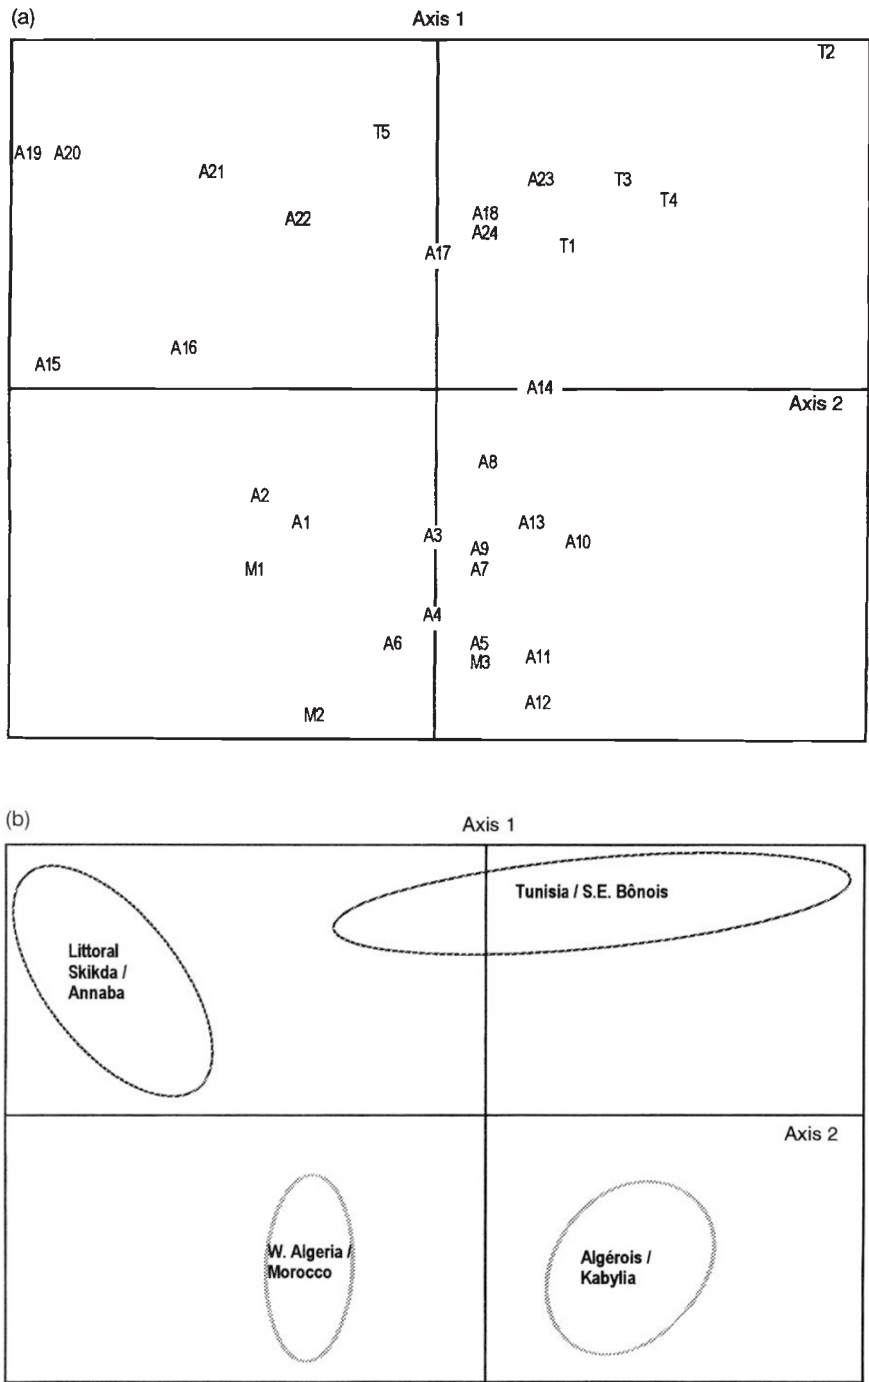 (a)
Axis 1
T2
T5
A19 A20
A21
A23 T3
T4
A22
A18
A24
A17
T1
A16
A15
A14
Axis 2
A8
A2
A1
A13
A3
A10
A9
M1
A7
A4
A6
A5
A11
M3
A12
M2
(b)
Axis 1
Tunisia / S.E. Bônois
Littoral
Skikda /
Annaba
Axis 2
W. Algeria /
Morocco
Algérois /
Kabylia